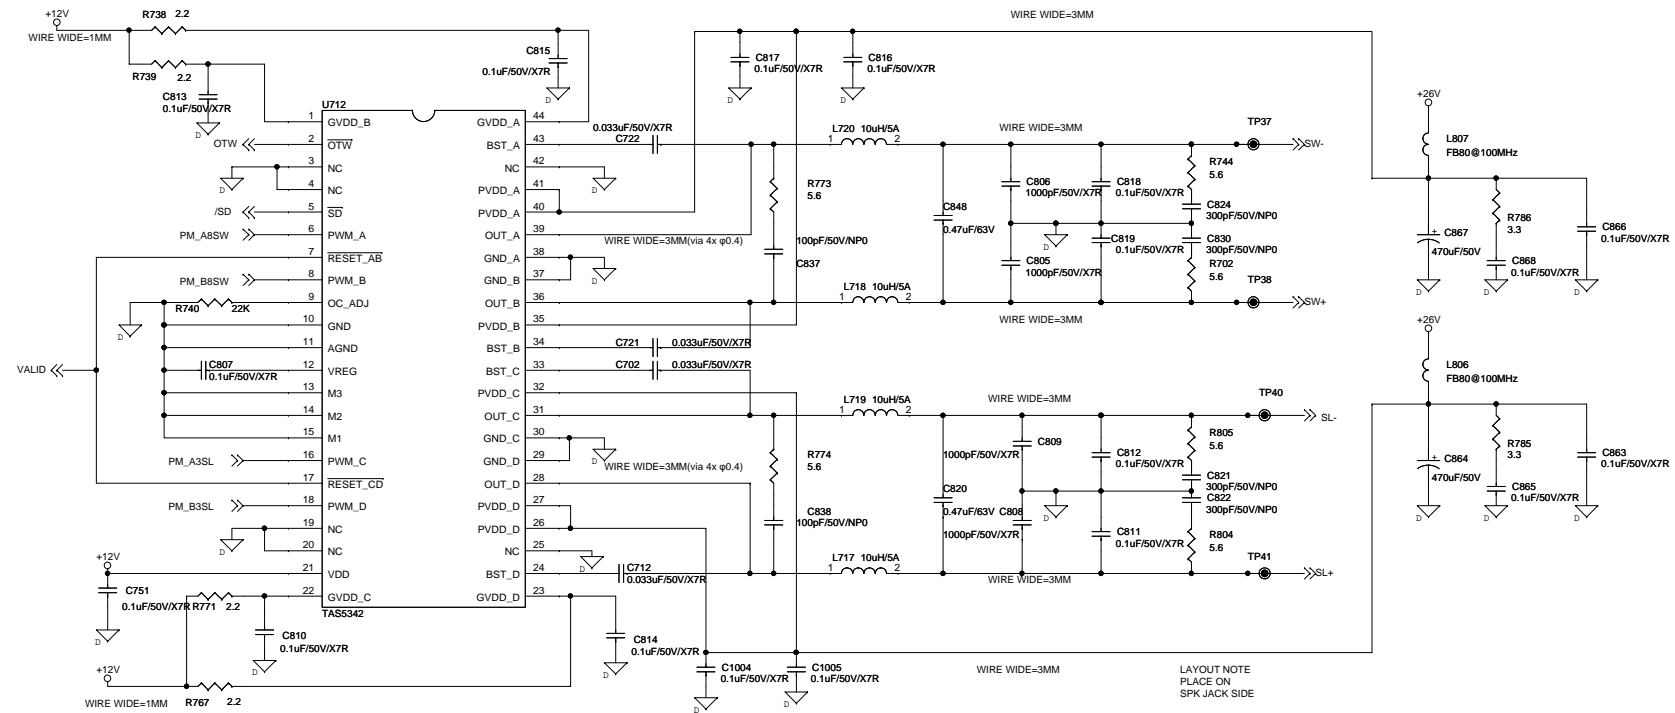 +12V
R738 2.2
WIRE WIDE=1MM
R739 2.2
C813
0.1uF/50V/X7R
D
C815
0.1uF/50V/X7R
D
WIRE WIDE=3MM
C817
0.1uF/50V/X7R
D
C816
0.1uF/50V/X7R
D
U712
1 GVDD_B
2 OTW
3 NC
4 NC
5 SD
6 PWM_A
7 RESET_AB
8 PWM_B
9 OC_ADJ
10 GND
11 AGND
12 VREG
13 M3
14 M2
15 M1
16 PWM_C
17 RESET_CD
18 PWM_D
19 NC
20 NC
21 VDD
22 GVDD_C
GVDD_A 44
BST_A 43
NC 42
PVDD_A 41
PVDD_A 40
OUT_A 39
GND_A 38
GND_B 37
OUT_B 36
PVDD_B 35
BST_B 34
BST_C 33
PVDD_C 32
OUT_C 31
GND_C 30
GND_D 29
OUT_D 28
PVDD_D 27
PVDD_D 26
NC 25
BST_D 24
GVDD_D 23
TAS5342
OTW
D
/SD
PM_A8SW
PM_B8SW
R740 22K
D
VALID
C807
0.1uF/50V/X7R
PM_A3SL
PM_B3SL
D
+12V
C751
0.1uF/50V/X7R
D
R771 2.2
C810
0.1uF/50V/X7R
D
+12V
WIRE WIDE=1MM
R767 2.2
0.033uF/50V/X7R
C722
D
WIRE WIDE=3MM(via 4x φ0.4)
D
C721 0.033uF/50V/X7R
C702 0.033uF/50V/X7R
D
WIRE WIDE=3MM(via 4x φ0.4)
D
C712
0.033uF/50V/X7R
C814
0.1uF/50V/X7R
D
R773
5.6
100pF/50V/NP0
C837
1 L720 10uH/5A 2
WIRE WIDE=3MM
C848
0.47uF/63V
C806
1000pF/50V/X7R
C818
0.1uF/50V/X7R
R744
5.6
C824
300pF/50V/NP0
D
C805
1000pF/50V/X7R
C819
0.1uF/50V/X7R
C830
300pF/50V/NP0
R702
5.6
TP37
SW-
1 L718 10uH/5A 2
TP38
SW+
WIRE WIDE=3MM
R774
5.6
C838
100pF/50V/NP0
1 L719 10uH/5A 2
WIRE WIDE=3MM
C820
0.47uF/63V
C809
1000pF/50V/X7R
C812
0.1uF/50V/X7R
R805
5.6
C821
300pF/50V/NP0
D
C808
1000pF/50V/X7R
C811
0.1uF/50V/X7R
C822
300pF/50V/NP0
R804
5.6
TP40
SL-
1 L717 10uH/5A 2
WIRE WIDE=3MM
TP41
SL+
C1004
0.1uF/50V/X7R
D
C1005
0.1uF/50V/X7R
D
WIRE WIDE=3MM
LAYOUT NOTE
PLACE ON
SPK JACK SIDE
+26V
L807
FB80@100MHz
C867
470uF/50V
+
D
R786
3.3
C868
0.1uF/50V/X7R
D
C866
0.1uF/50V/X7R
D
+26V
L806
FB80@100MHz
C864
470uF/50V
+
D
R785
3.3
C865
0.1uF/50V/X7R
D
C863
0.1uF/50V/X7R
D